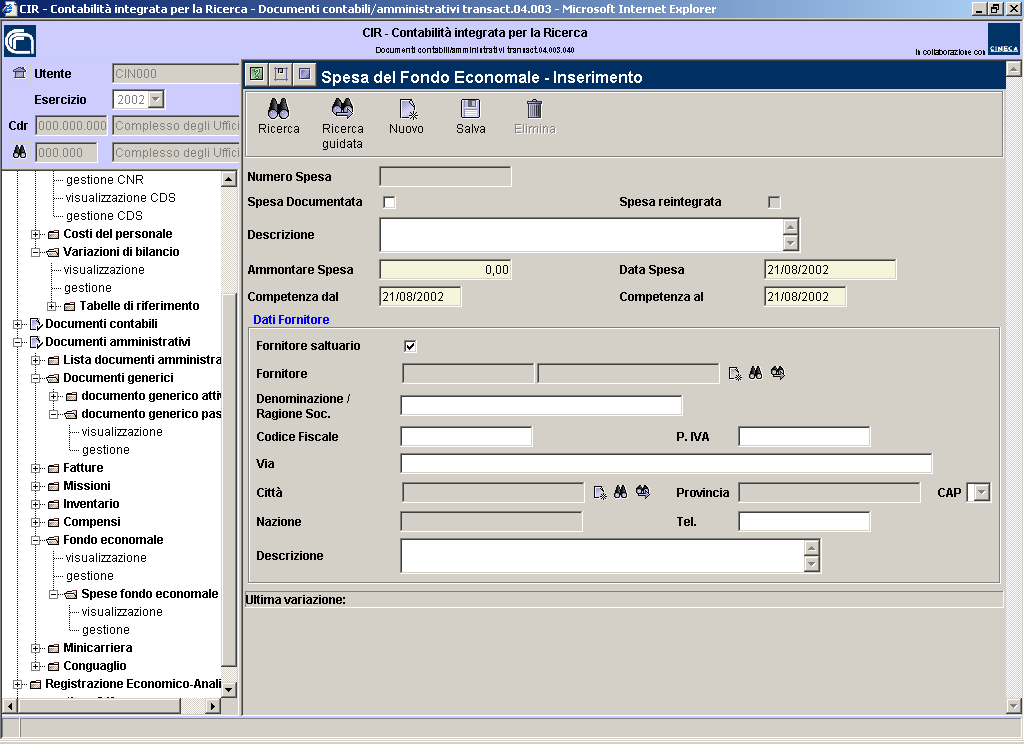 CIR - Contabilità integrata per la Ricerca - Documenti contabili/amministrativi transact.04.003 - Microsoft Internet Explorer
CIR - Contabilità integrata per la Ricerca
Documenti contabili/amministrativi transact.04.003.040
In collaborazione con
CINECA
Utente CIN000
Esercizio 2002
Cdr 000.000.000 Complesso degli Uffici
000.000 Complesso degli Uffici
gestione CNR
visualizzazione CDS
gestione CDS
Costi del personale
Variazioni di bilancio
visualizzazione
gestione
Tabelle di riferimento
Documenti contabili
Documenti amministrativi
Lista documenti amministra
Documenti generici
documento generico atti
documento generico pas
visualizzazione
gestione
Fatture
Missioni
Inventario
Compensi
Fondo economale
visualizzazione
gestione
Spese fondo economale
visualizzazione
gestione
Minicarriera
Conguaglio
Registrazione Economico-Anali
Spesa del Fondo Economale - Inserimento
Ricerca Ricerca guidata Nuovo Salva Elimina
Numero Spesa
Spesa Documentata Spesa reintegrata
Descrizione
Ammontare Spesa 0,00 Data Spesa 21/08/2002
Competenza dal 21/08/2002 Competenza al 21/08/2002
Dati Fornitore
Fornitore saltuario
Fornitore
Denominazione /
Ragione Soc.
Codice Fiscale P. IVA
Via
Città Provincia CAP
Nazione Tel.
Descrizione
Ultima variazione: